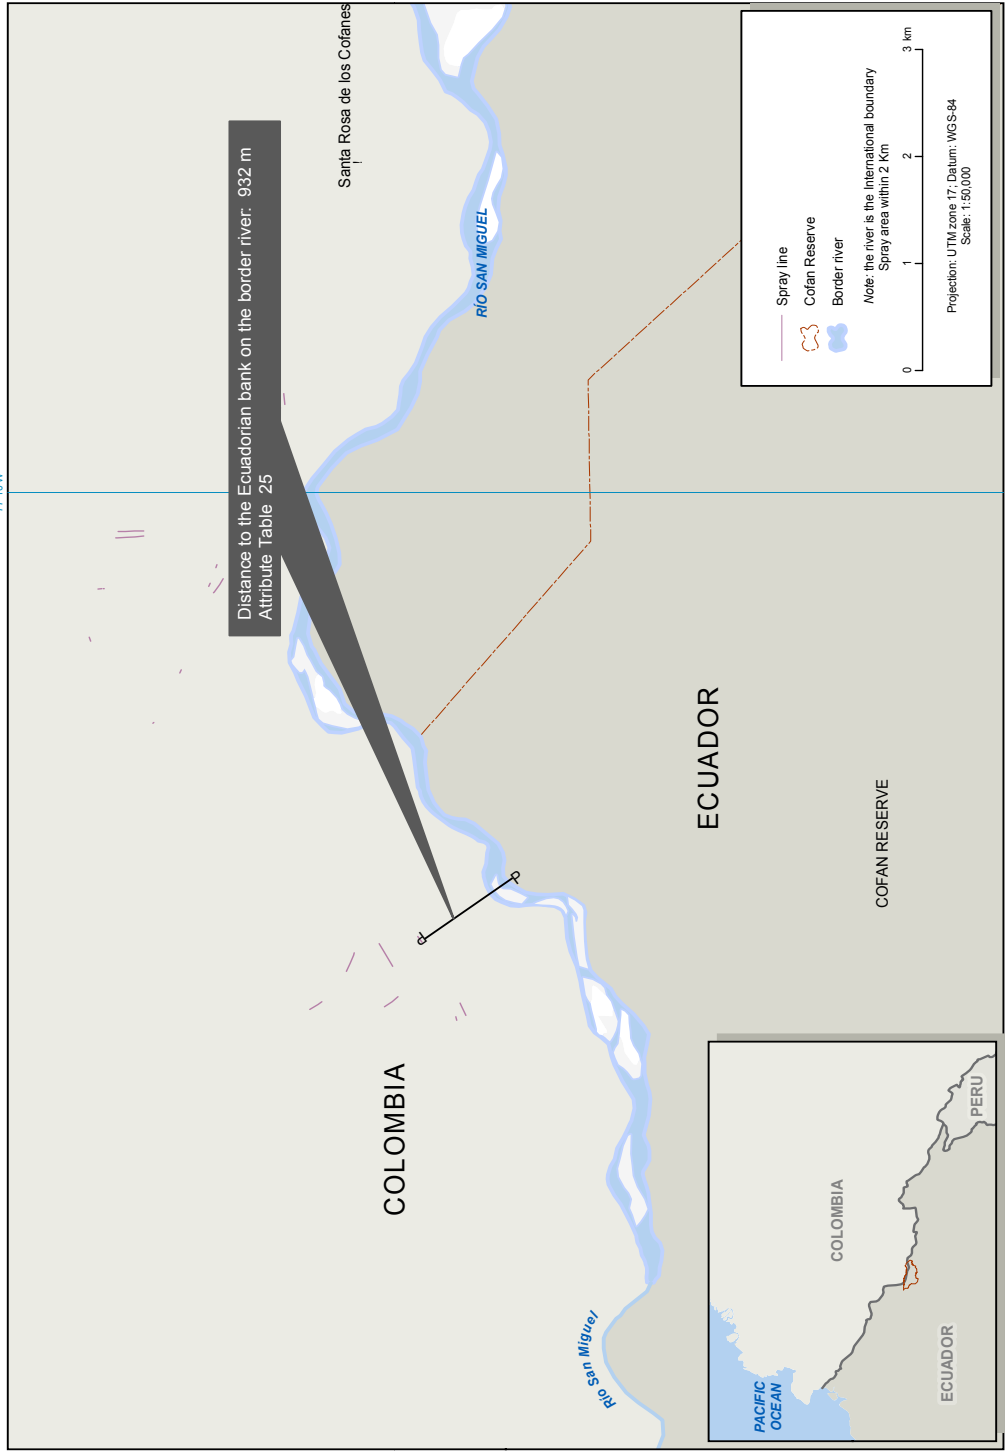 Distance to the Ecuadorian bank on the border river: 932 m
Attribute Table 25
Santa Rosa de los Cofanes
RÍO SAN MIGUEL
COLOMBIA
ECUADOR
COFAN RESERVE
Río San Miguel
PACIFIC
OCEAN
COLOMBIA
ECUADOR
PERU
Spray line
Cofan Reserve
Border river
Note: the river is the International boundary
Spray area within 2 Km
0 1 2 3 km
Projection: UTM zone 17; Datum: WGS-84
Scale: 1:50,000